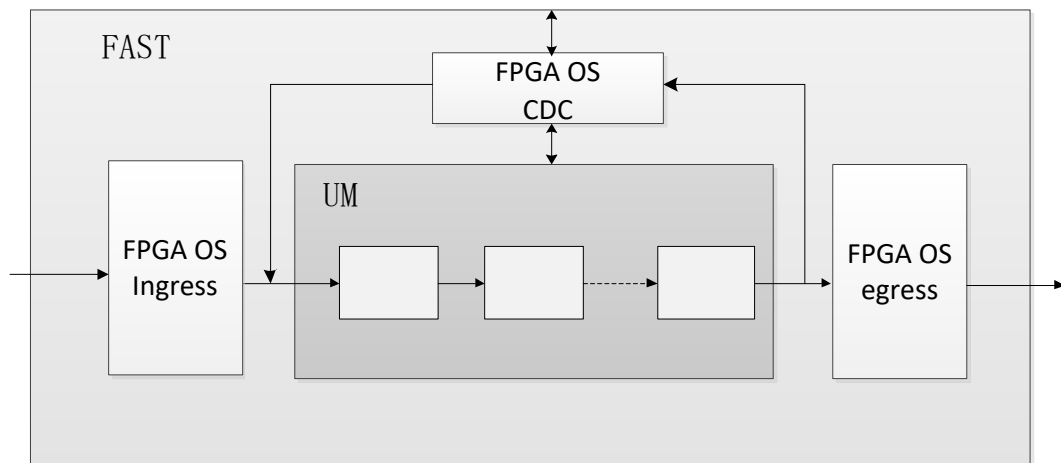 FAST
FPGA OS
CDC
UM
FPGA OS
Ingress
FPGA OS
egress